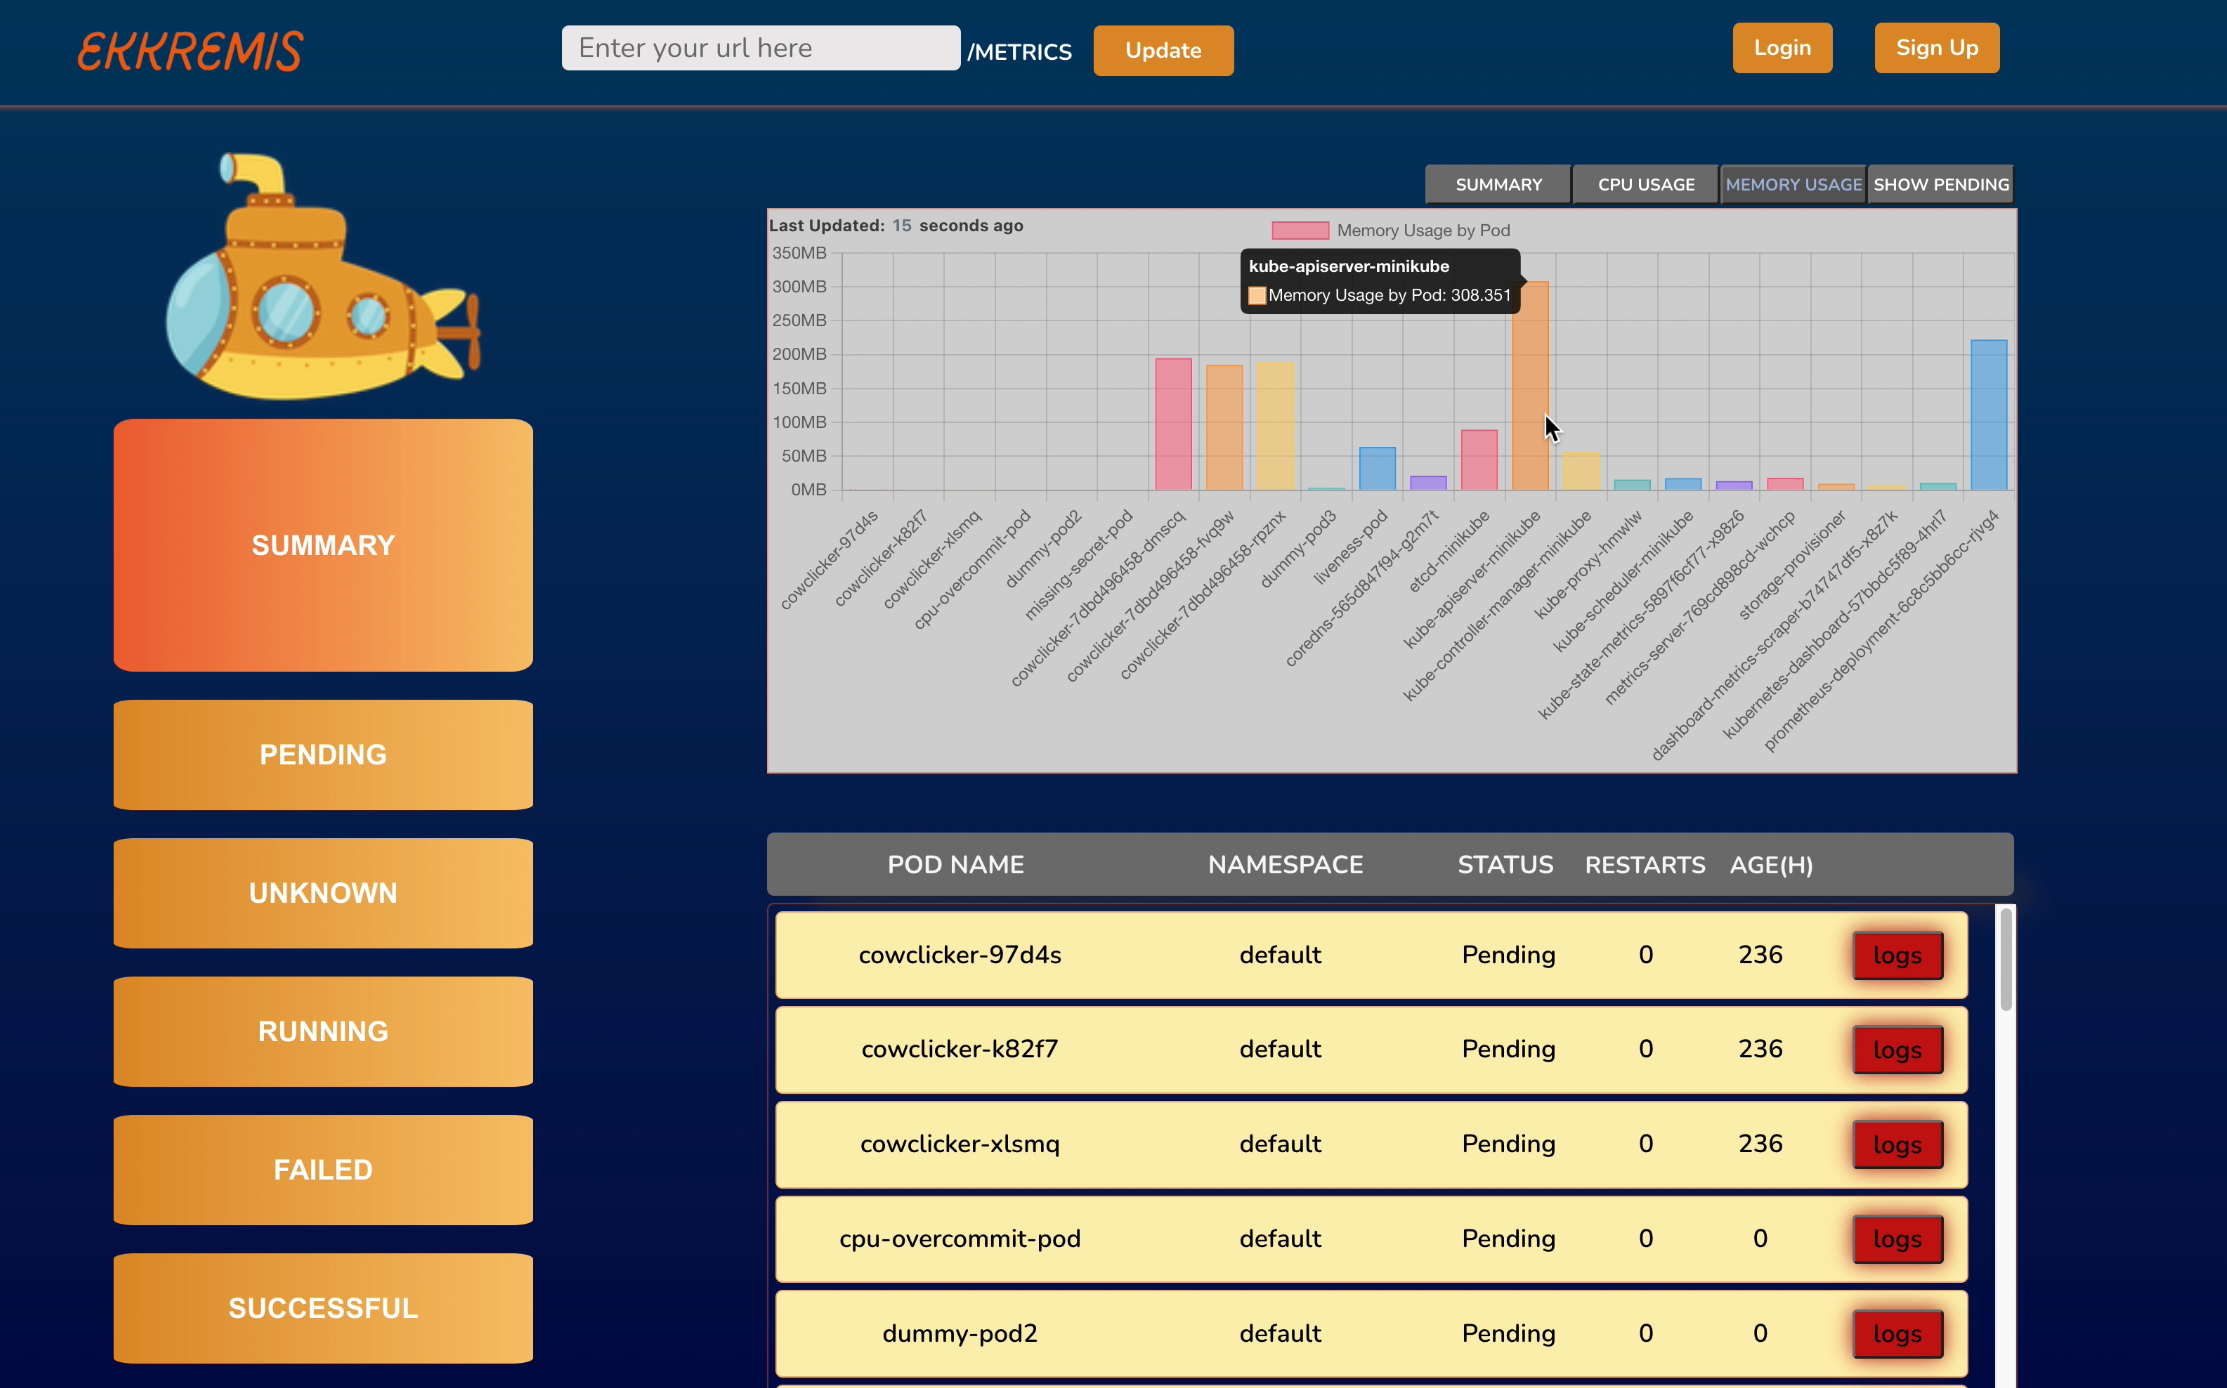 EKKREMIS
Enter your url here /METRICS Update Login Sign Up
SUMMARY CPU USAGE MEMORY USAGE SHOW PENDING
Last Updated: 15 seconds ago
Memory Usage by Pod
350MB
300MB
250MB
200MB
150MB
100MB
50MB
0MB
kube-apiserver-minikube
Memory Usage by Pod: 308.351
cowclicker-97d4s
cowclicker-k82f7
cowclicker-xlsmq
cpu-overcommit-pod
dummy-pod2
missing-secret-pod
cowclicker-7dbd496458-dmscq
cowclicker-7dbd496458-fvq9w
cowclicker-7dbd496458-rpznx
dummy-pod3
liveness-pod
coredns-565d847f94-g2m7t
etcd-minikube
kube-apiserver-minikube
kube-controller-manager-minikube
kube-proxy-hmwlw
kube-scheduler-minikube
kube-state-metrics-5897f6cf77-x98z6
metrics-server-769cd898cd-wchcp
storage-provisioner
dashboard-metrics-scraper-b74747df5-x8z7k
kubernetes-dashboard-57bbdc5f89-4hrl7
prometheus-deployment-6c8c5bb6cc-rjvg4
SUMMARY
PENDING
UNKNOWN
RUNNING
FAILED
SUCCESSFUL
POD NAME NAMESPACE STATUS RESTARTS AGE(H)
cowclicker-97d4s default Pending 0 236 logs
cowclicker-k82f7 default Pending 0 236 logs
cowclicker-xlsmq default Pending 0 236 logs
cpu-overcommit-pod default Pending 0 0 logs
dummy-pod2 default Pending 0 0 logs